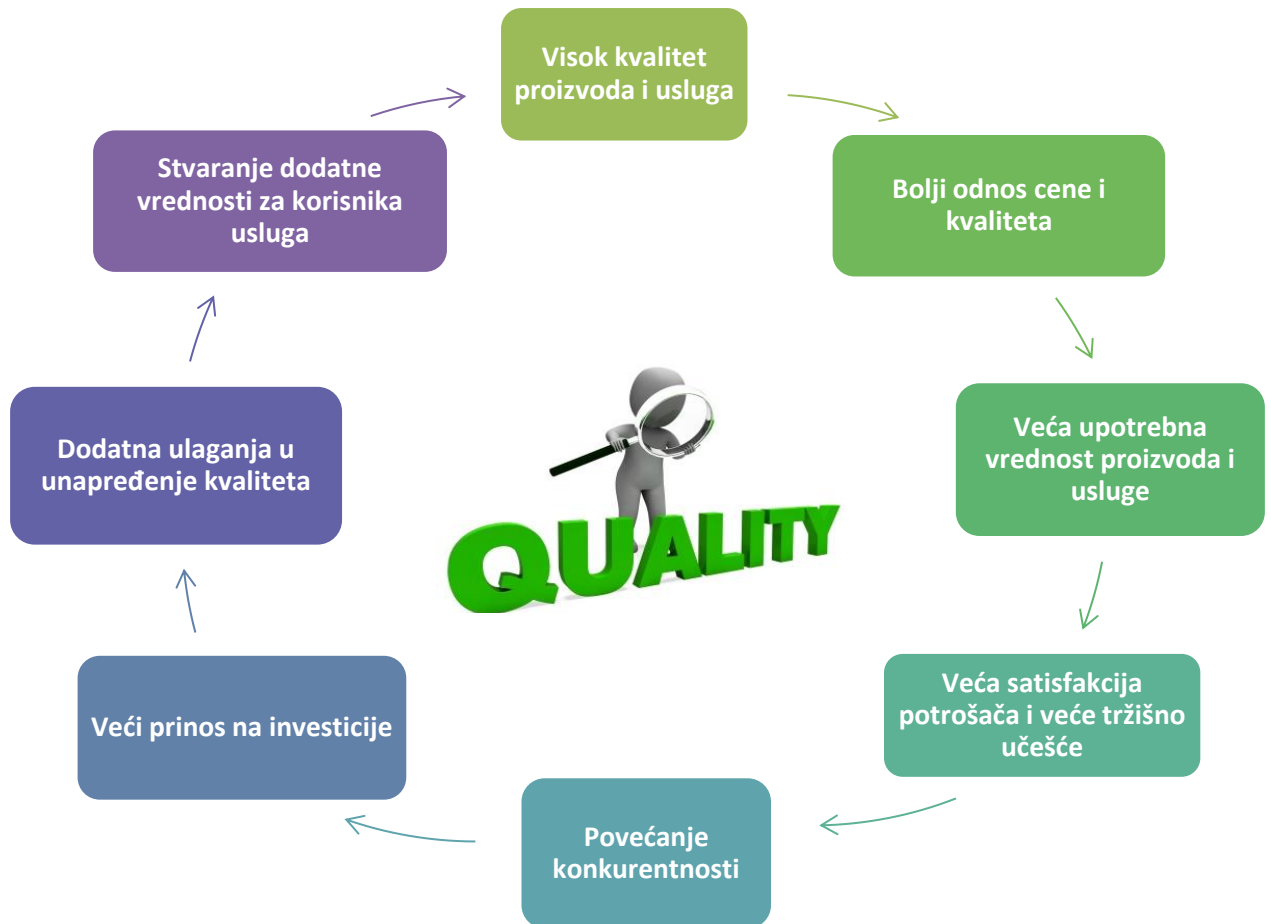 Visok kvalitet
proizvoda i usluga
Bolji odnos cene i
kvaliteta
Veća upotrebna
vrednost proizvoda i
usluge
Veća satisfakcija
potrošača i veće tržišno
učešće
Povećanje
konkurentnosti
Veći prinos na investicije
Dodatna ulaganja u
unapređenje kvaliteta
Stvaranje dodatne
vrednosti za korisnika
usluga
QUALITY